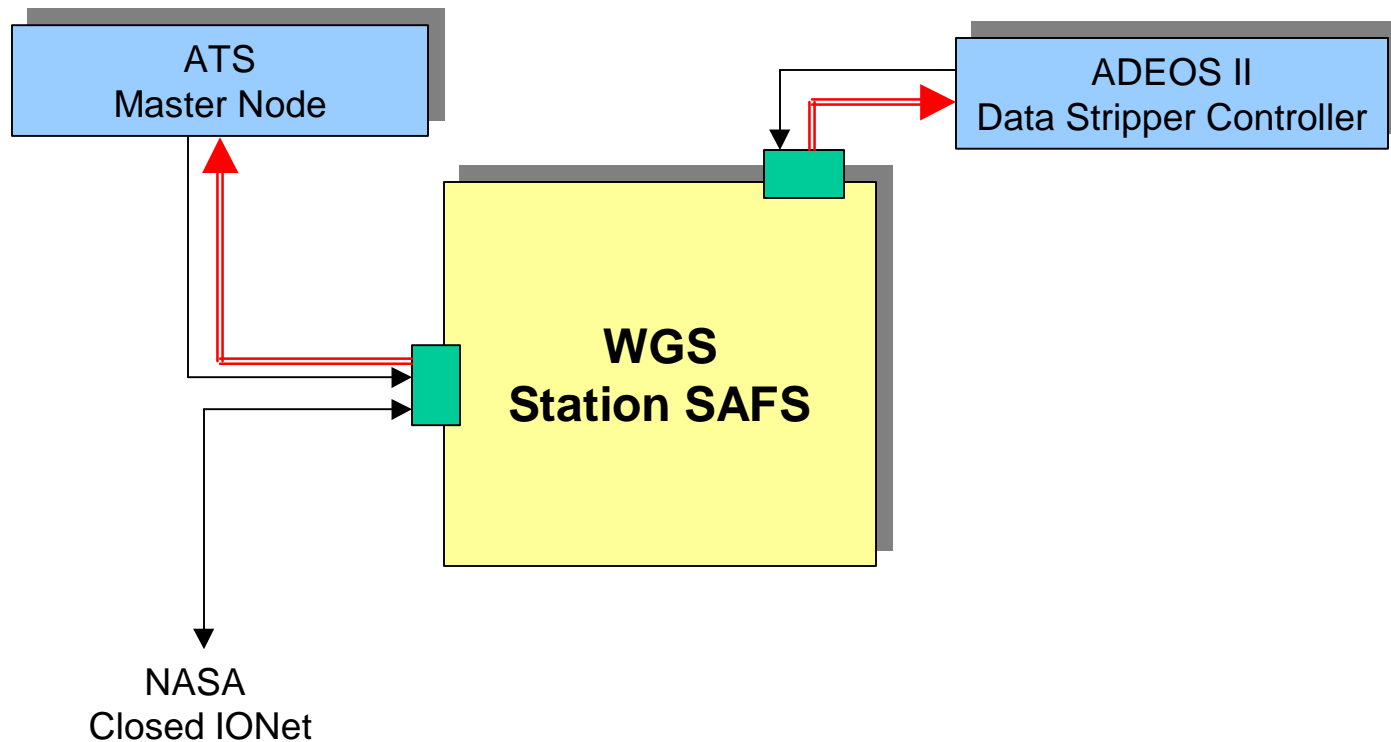 ATS
Master Node
ADEOS II
Data Stripper Controller
WGS
Station SAFS
NASA
Closed IONet